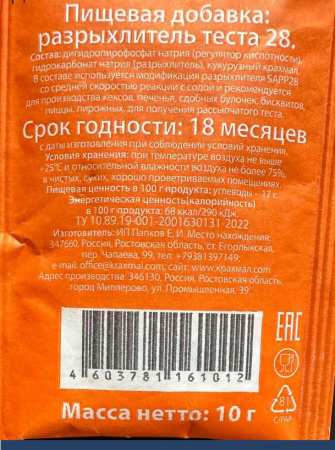 Пищевая добавка:
разрыхлитель теста 28.
Состав: дигидропирофосфат натрия (регулятор кислотности),
гидрокарбонат натрия (разрыхлитель), кукурузный крахмал.
В составе используется модификация разрыхлителя SAPP28
со средней скоростью реакции с содой и рекомендуется
для производства кексов, печенья, сдобных булочек, бисквитов,
пиццы, пирожных, для получения рассыпчатого теста.
Срок годности: 18 месяцев
с даты изготовления при соблюдении условий хранения.
Условия хранения: при температуре воздуха не выше
+25°С и относительной влажности воздуха не более 75%,
в чистых, сухих, хорошо проветриваемых помещениях.
Пищевая ценность в 100 г продукта: углеводы – 17 г.
Энергетическая ценность(калорийность)
в 100 г продукта: 68 ккал/290 кДж.
ТУ 10.89.19-001-2001630131-2022
Изготовитель: ИП.Папков Е.И. Место нахождение:
347660, Россия, Ростовская область, ст. Егорлыкская,
пер. Чапаева, 99, тел: +79381397149:
e-mail: office@kraxmal.com; сайт: www.крахмал.com
Адрес производства: 346130, Россия, Ростовская область,
город Миллерово, ул. Промышленная, 39.
EAC
4 603781 161012
81
C/PAP
Масса нетто: 10 г